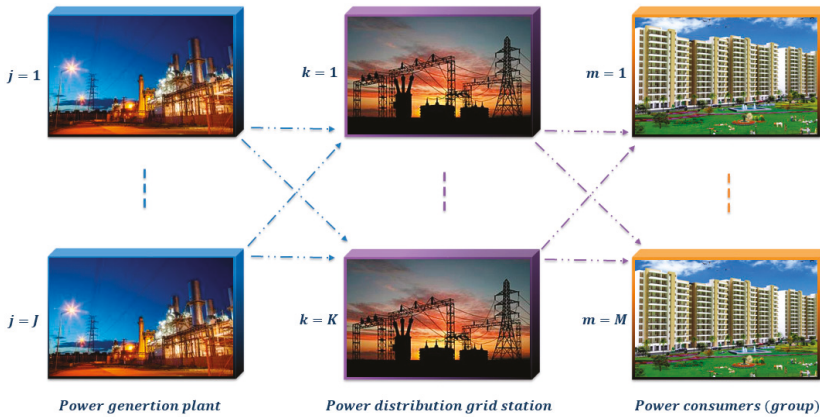 j = 1
k = 1
m = 1
j = J
k = K
m = M
Power genertion plant
Power distribution grid station
Power consumers (group)